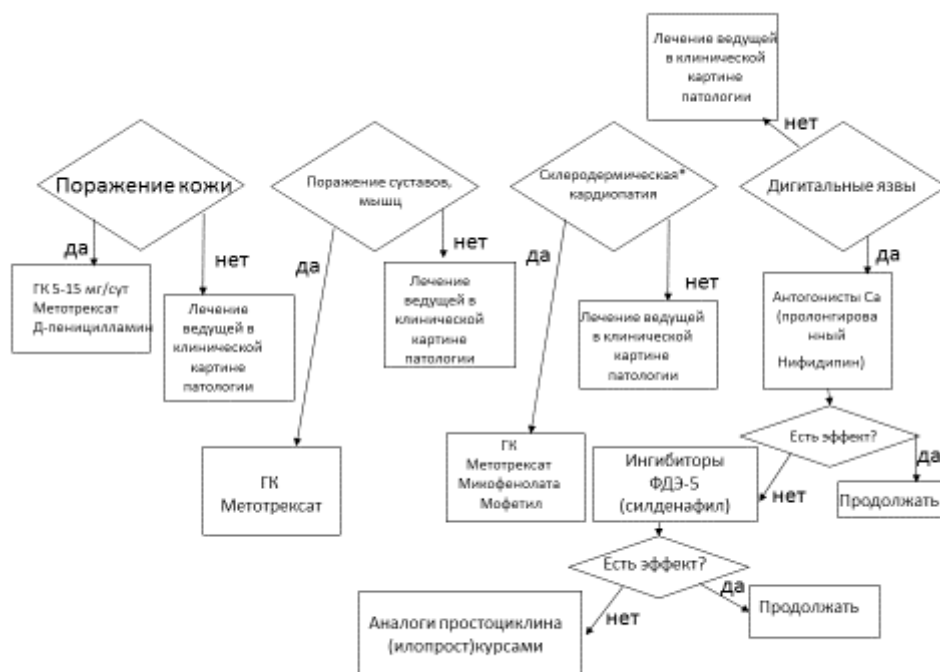 Лечение ведущей
в клинической
картине
патологии
нет
Поражение кожи
да
ГК 5-15 мг/сут
Метотрексат
Д-пеницилламин
нет
Лечение
ведущей в
клинической
картине
патологии
Поражение суставов,
мышц
да
ГК
Метотрексат
нет
Лечение
ведущей в
клинической
картине
патологии
Склеродермическая*
кардиопатия
да
ГК
Метотрексат
Микофенолата
Мофетил
нет
Лечение ведущей
в клинической
картине
патологии
Дигитальные язвы
да
Антогонисты Са
(пролонгирова
нный
Нифидипин)
Есть эффект?
да
Продолжать
нет
Ингибиторы
ФДЭ-5
(силденафил)
Есть эффект?
да
Продолжать
нет
Аналоги простоциклина
(илопрост)курсами